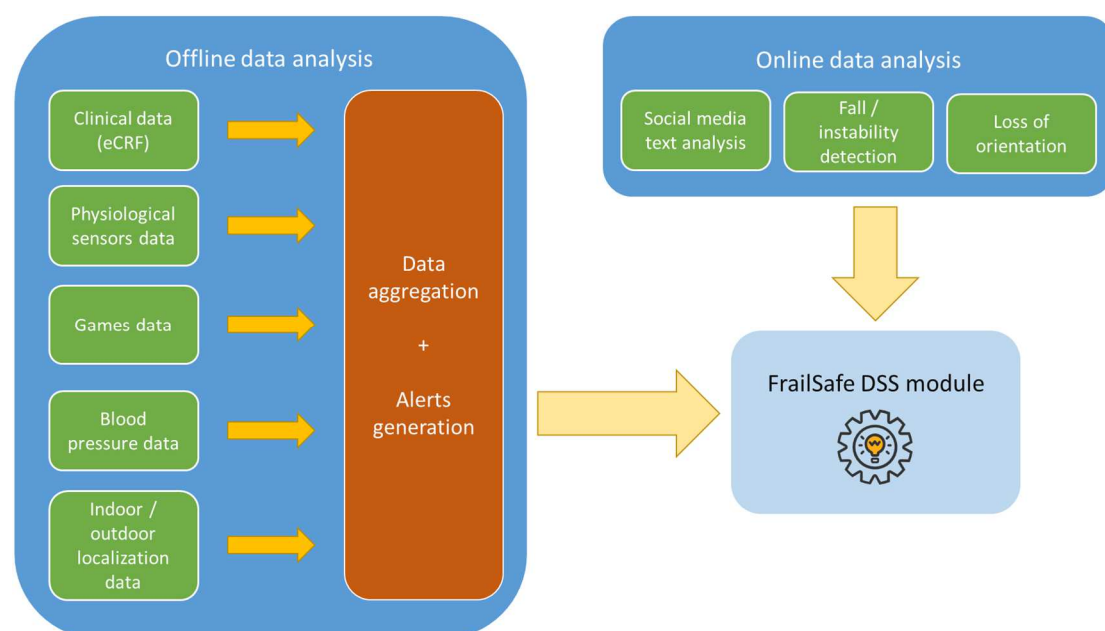 Offline data analysis
Clinical data
(eCRF)
Physiological
sensors data
Games data
Blood
pressure data
Indoor /
outdoor
localization
data
Data
aggregation
+
Alerts
generation
Online data analysis
Social media
text analysis
Fall /
instability
detection
Loss of
orientation
FrailSafe DSS module